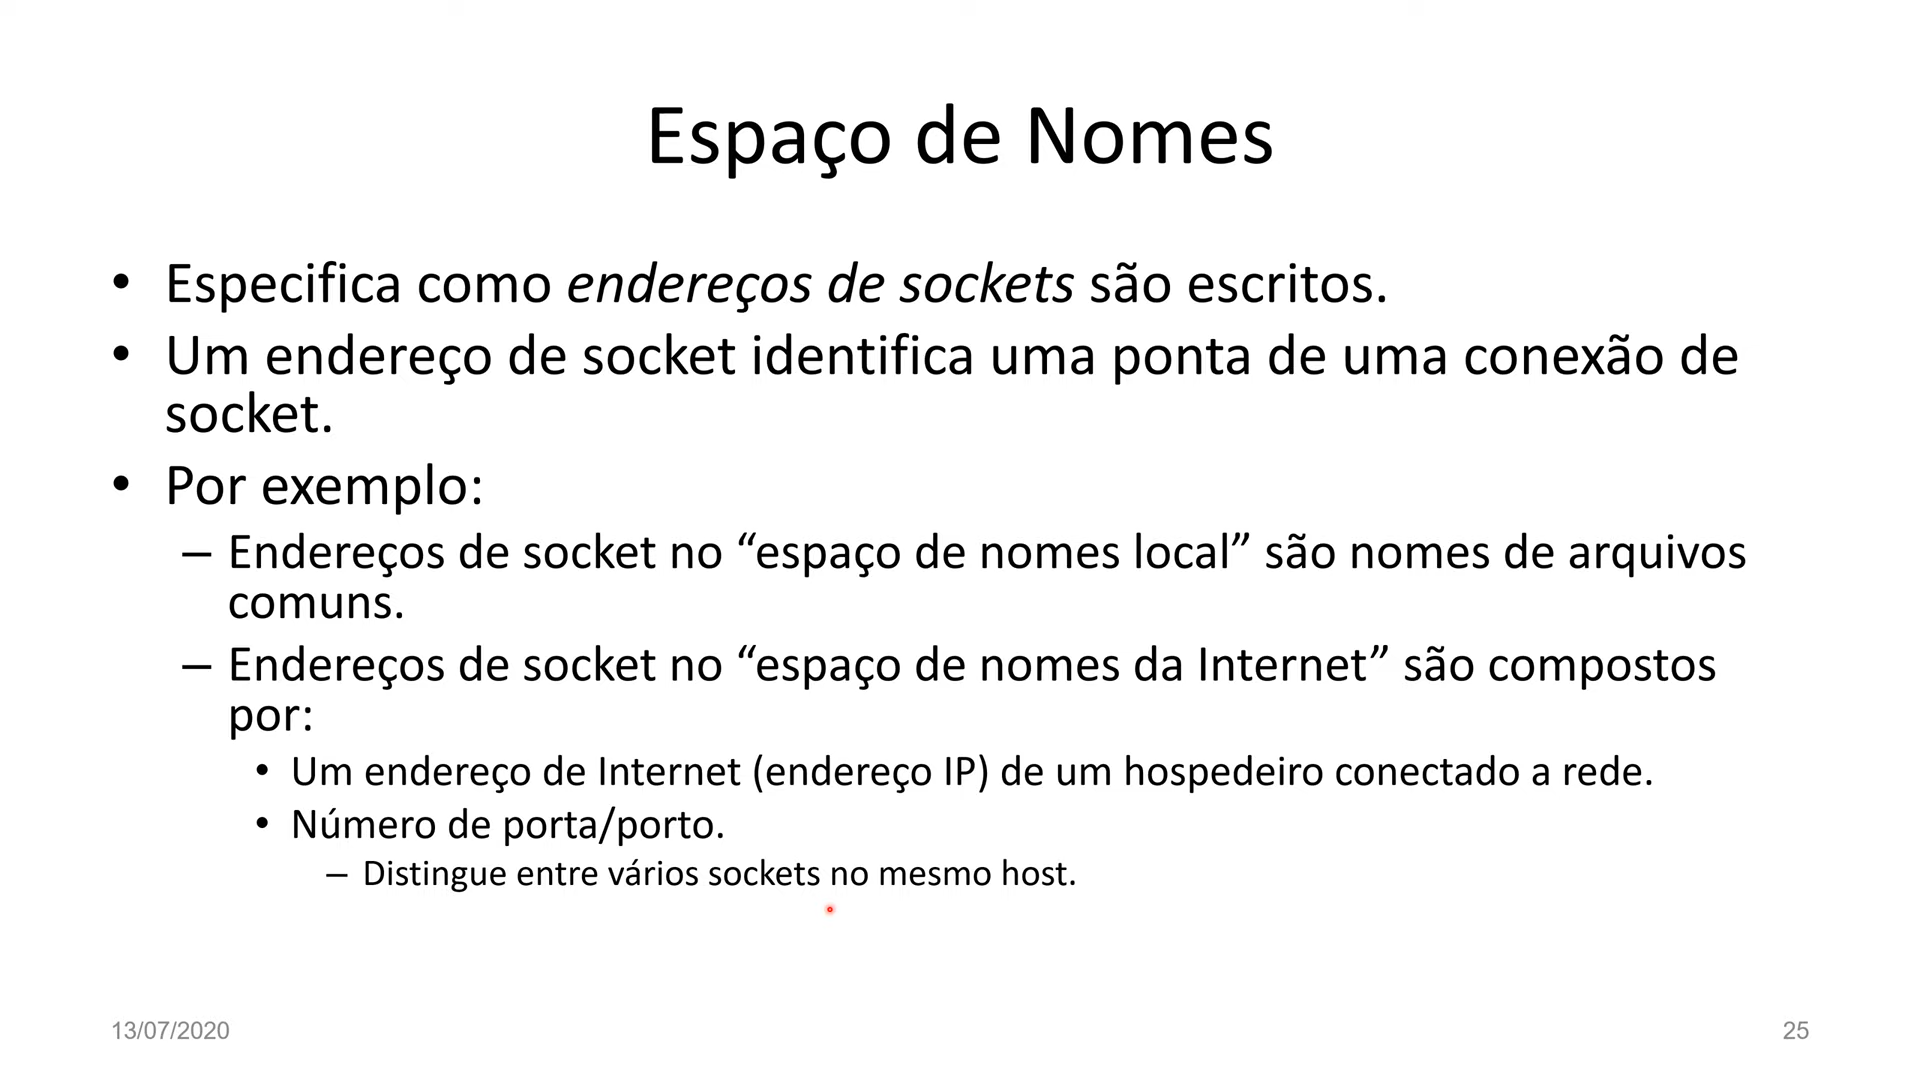 Espaço de Nomes
• Especifica como endereços de sockets são escritos.
• Um endereço de socket identifica uma ponta de uma conexão de
socket.
• Por exemplo:
– Endereços de socket no “espaço de nomes local” são nomes de arquivos
comuns.
– Endereços de socket no “espaço de nomes da Internet” são compostos
por:
• Um endereço de Internet (endereço IP) de um hospedeiro conectado a rede.
• Número de porta/porto.
– Distingue entre vários sockets no mesmo host.
13/07/2020
25